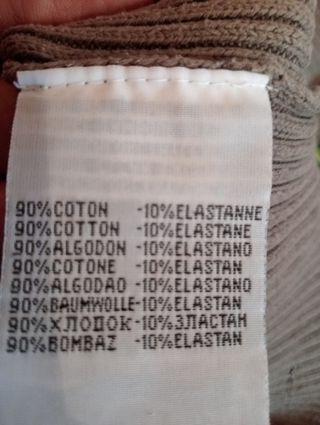 90%COTON -10%ELASTANNE
90%COTTON -10%ELASTANE
90%ALGODON -10%ELASTANO
90%COTONE -10%ELASTAN
90%ALGODAO -10%ELASTANO
90%BAUMWOLLE-10%ELASTAN
90%ХЛОПОК-10%ЗЛАСТАН
90%BOMBAZ -10%ELASTAN